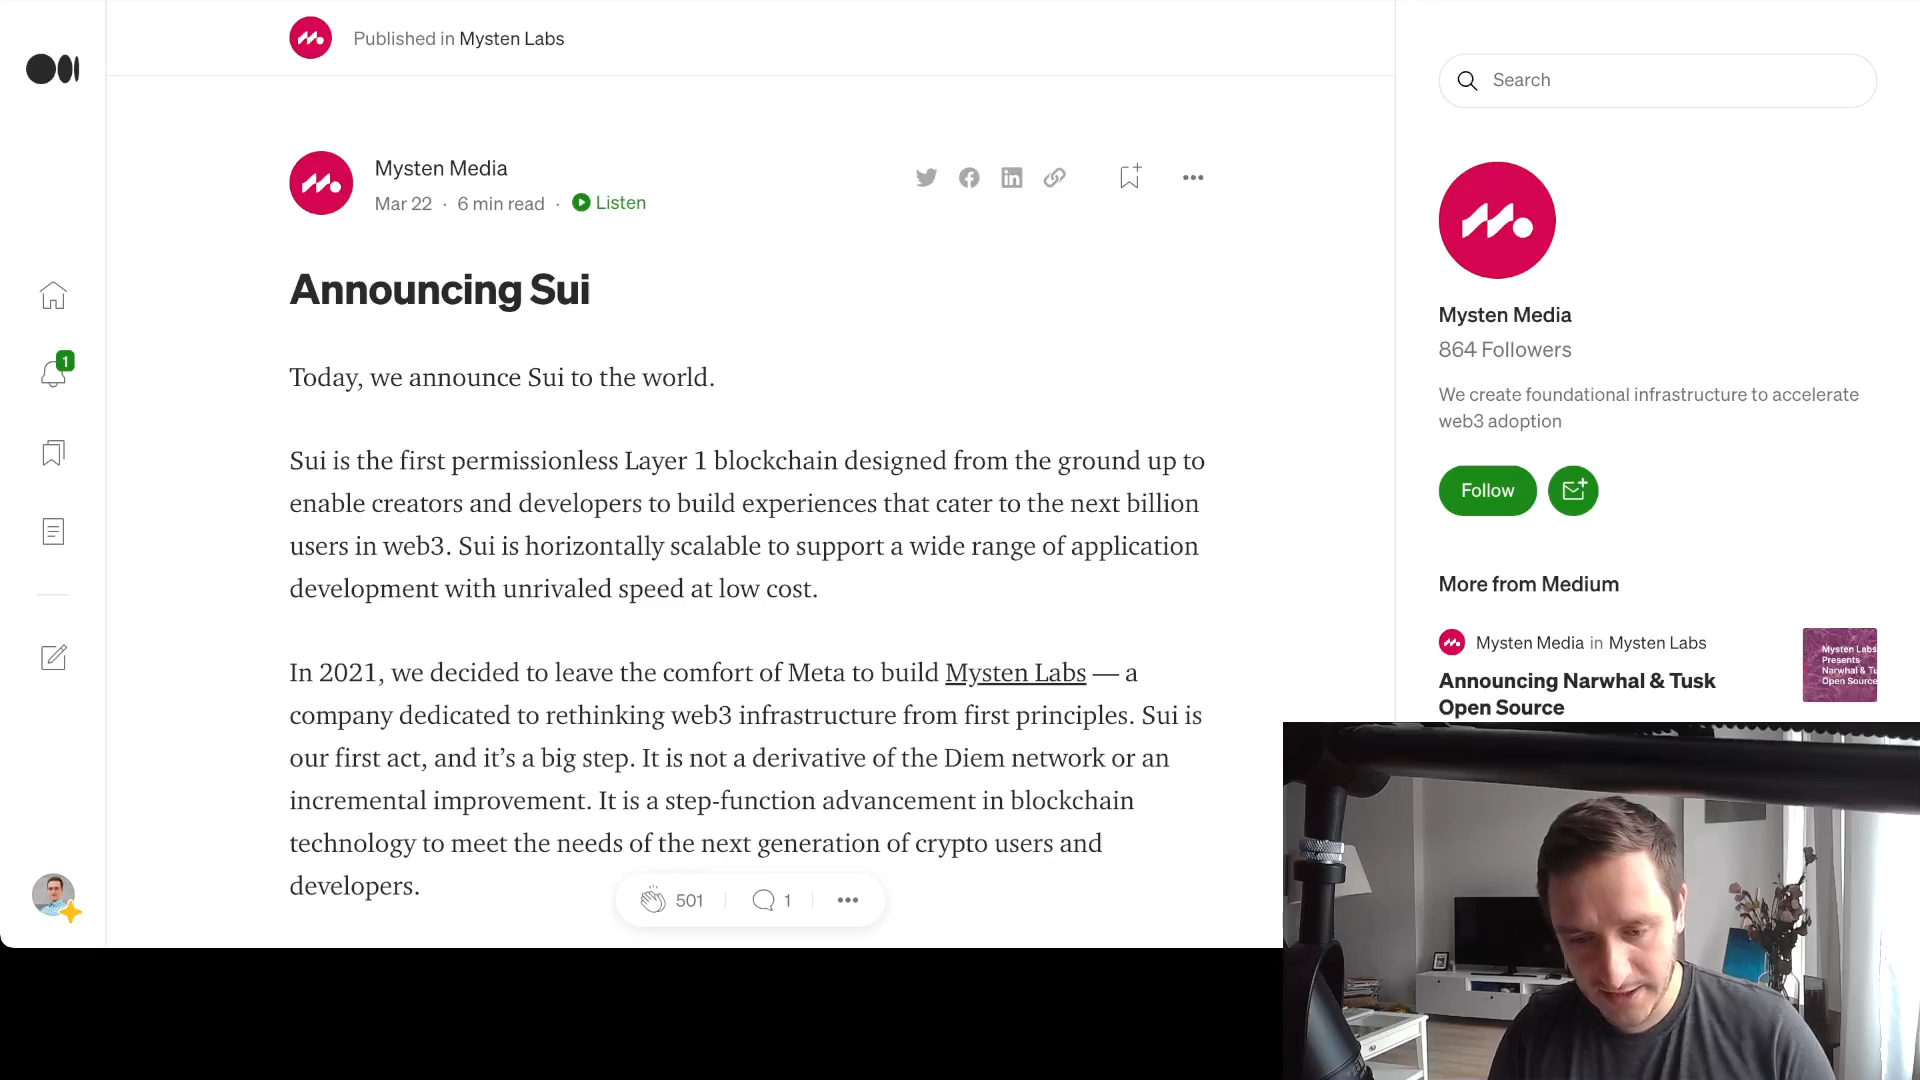 Published in Mysten Labs
Search
Mysten Media
Mar 22 · 6 min read · Listen
Announcing Sui
Today, we announce Sui to the world.
Sui is the first permissionless Layer 1 blockchain designed from the ground up to
enable creators and developers to build experiences that cater to the next billion
users in web3. Sui is horizontally scalable to support a wide range of application
development with unrivaled speed at low cost.
In 2021, we decided to leave the comfort of Meta to build Mysten Labs — a
company dedicated to rethinking web3 infrastructure from first principles. Sui is
our first act, and it’s a big step. It is not a derivative of the Diem network or an
incremental improvement. It is a step-function advancement in blockchain
technology to meet the needs of the next generation of crypto users and
developers.
501
1
1
Mysten Media
864 Followers
We create foundational infrastructure to accelerate
web3 adoption
Follow
More from Medium
Mysten Media in Mysten Labs
Announcing Narwhal & Tusk
Open Source
Mysten Labs
Presents
Narwhal & Tu
Open Source